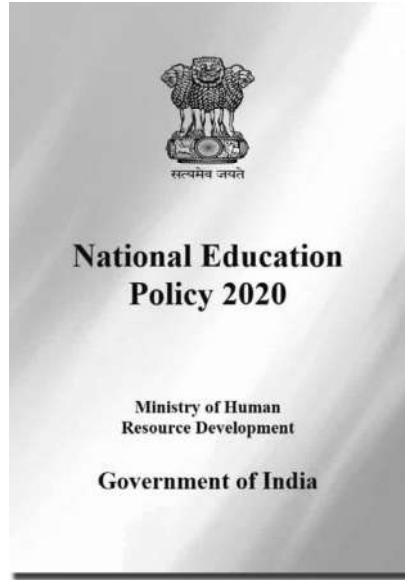 सत्यमेव जयते
National Education
Policy 2020
Ministry of Human
Resource Development
Government of India